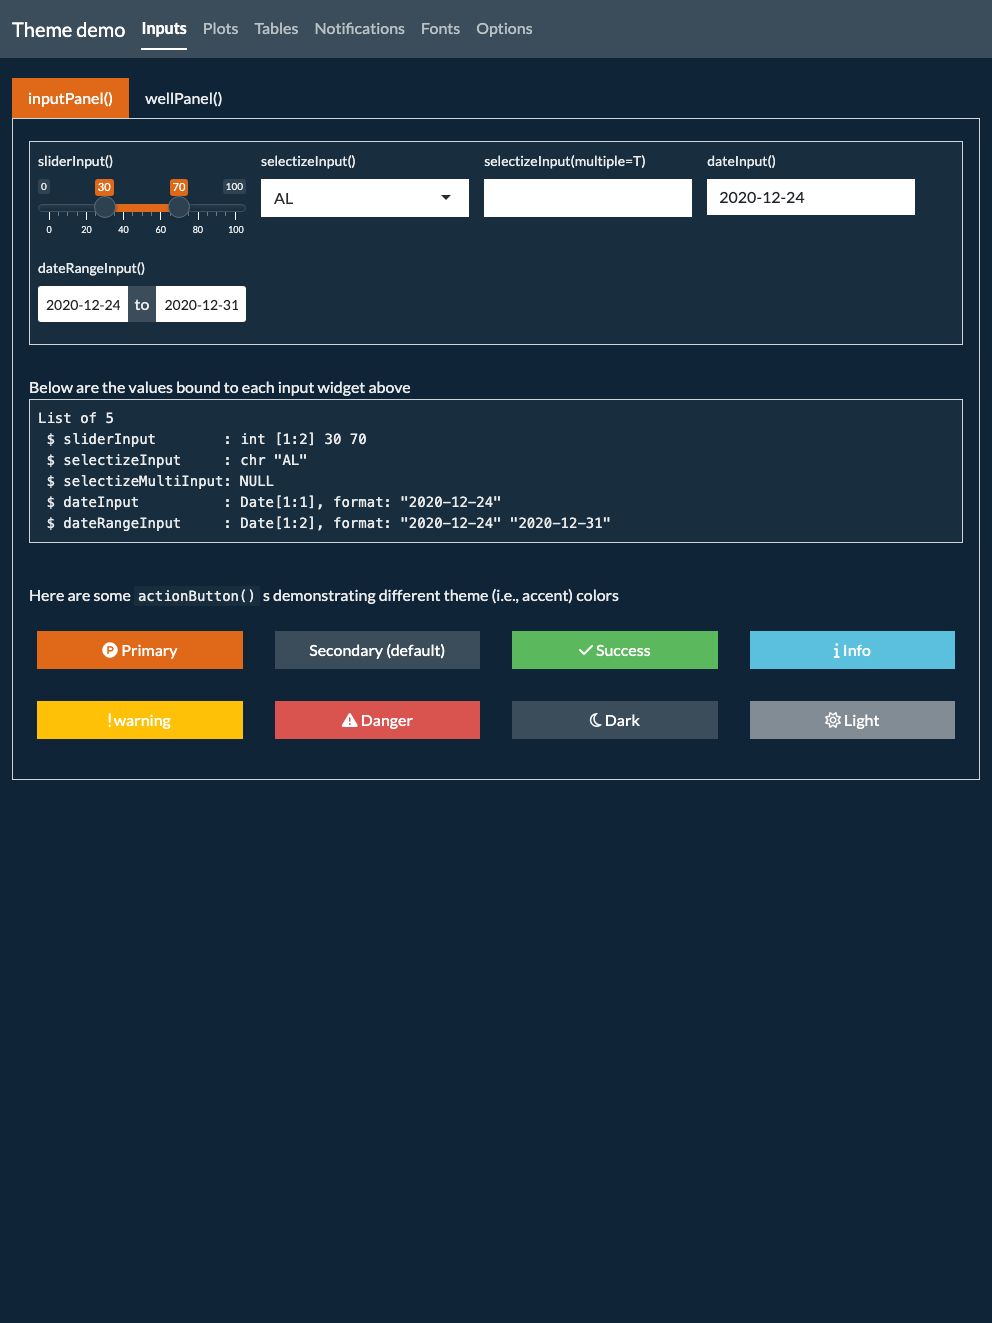 Theme demo Inputs Plots Tables Notifications Fonts Options
inputPanel() wellPanel()
sliderInput() selectizeInput() selectizeInput(multiple=T) dateInput()
0 30 70 100
0 20 40 60 80 100
AL 2020-12-24
dateRangeInput()
2020-12-24 to 2020-12-31
Below are the values bound to each input widget above
List of 5
 $ sliderInput        : int [1:2] 30 70
 $ selectizeInput     : chr "AL"
 $ selectizeMultiInput: NULL
 $ dateInput          : Date[1:1], format: "2020-12-24"
 $ dateRangeInput     : Date[1:2], format: "2020-12-24" "2020-12-31"
Here are some actionButton() s demonstrating different theme (i.e., accent) colors
Primary Secondary (default) Success Info
warning Danger Dark Light